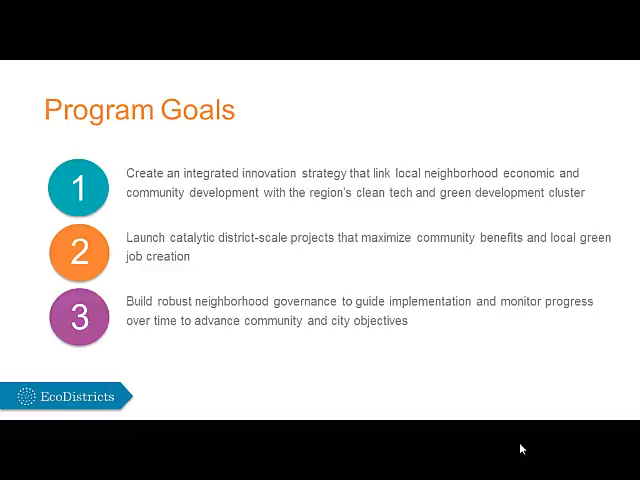 Program Goals
1
Create an integrated innovation strategy that link local neighborhood economic and
community development with the region's clean tech and green development cluster
2
Launch catalytic district-scale projects that maximize community benefits and local green
job creation
3
Build robust neighborhood governance to guide implementation and monitor progress
over time to advance community and city objectives
EcoDistricts